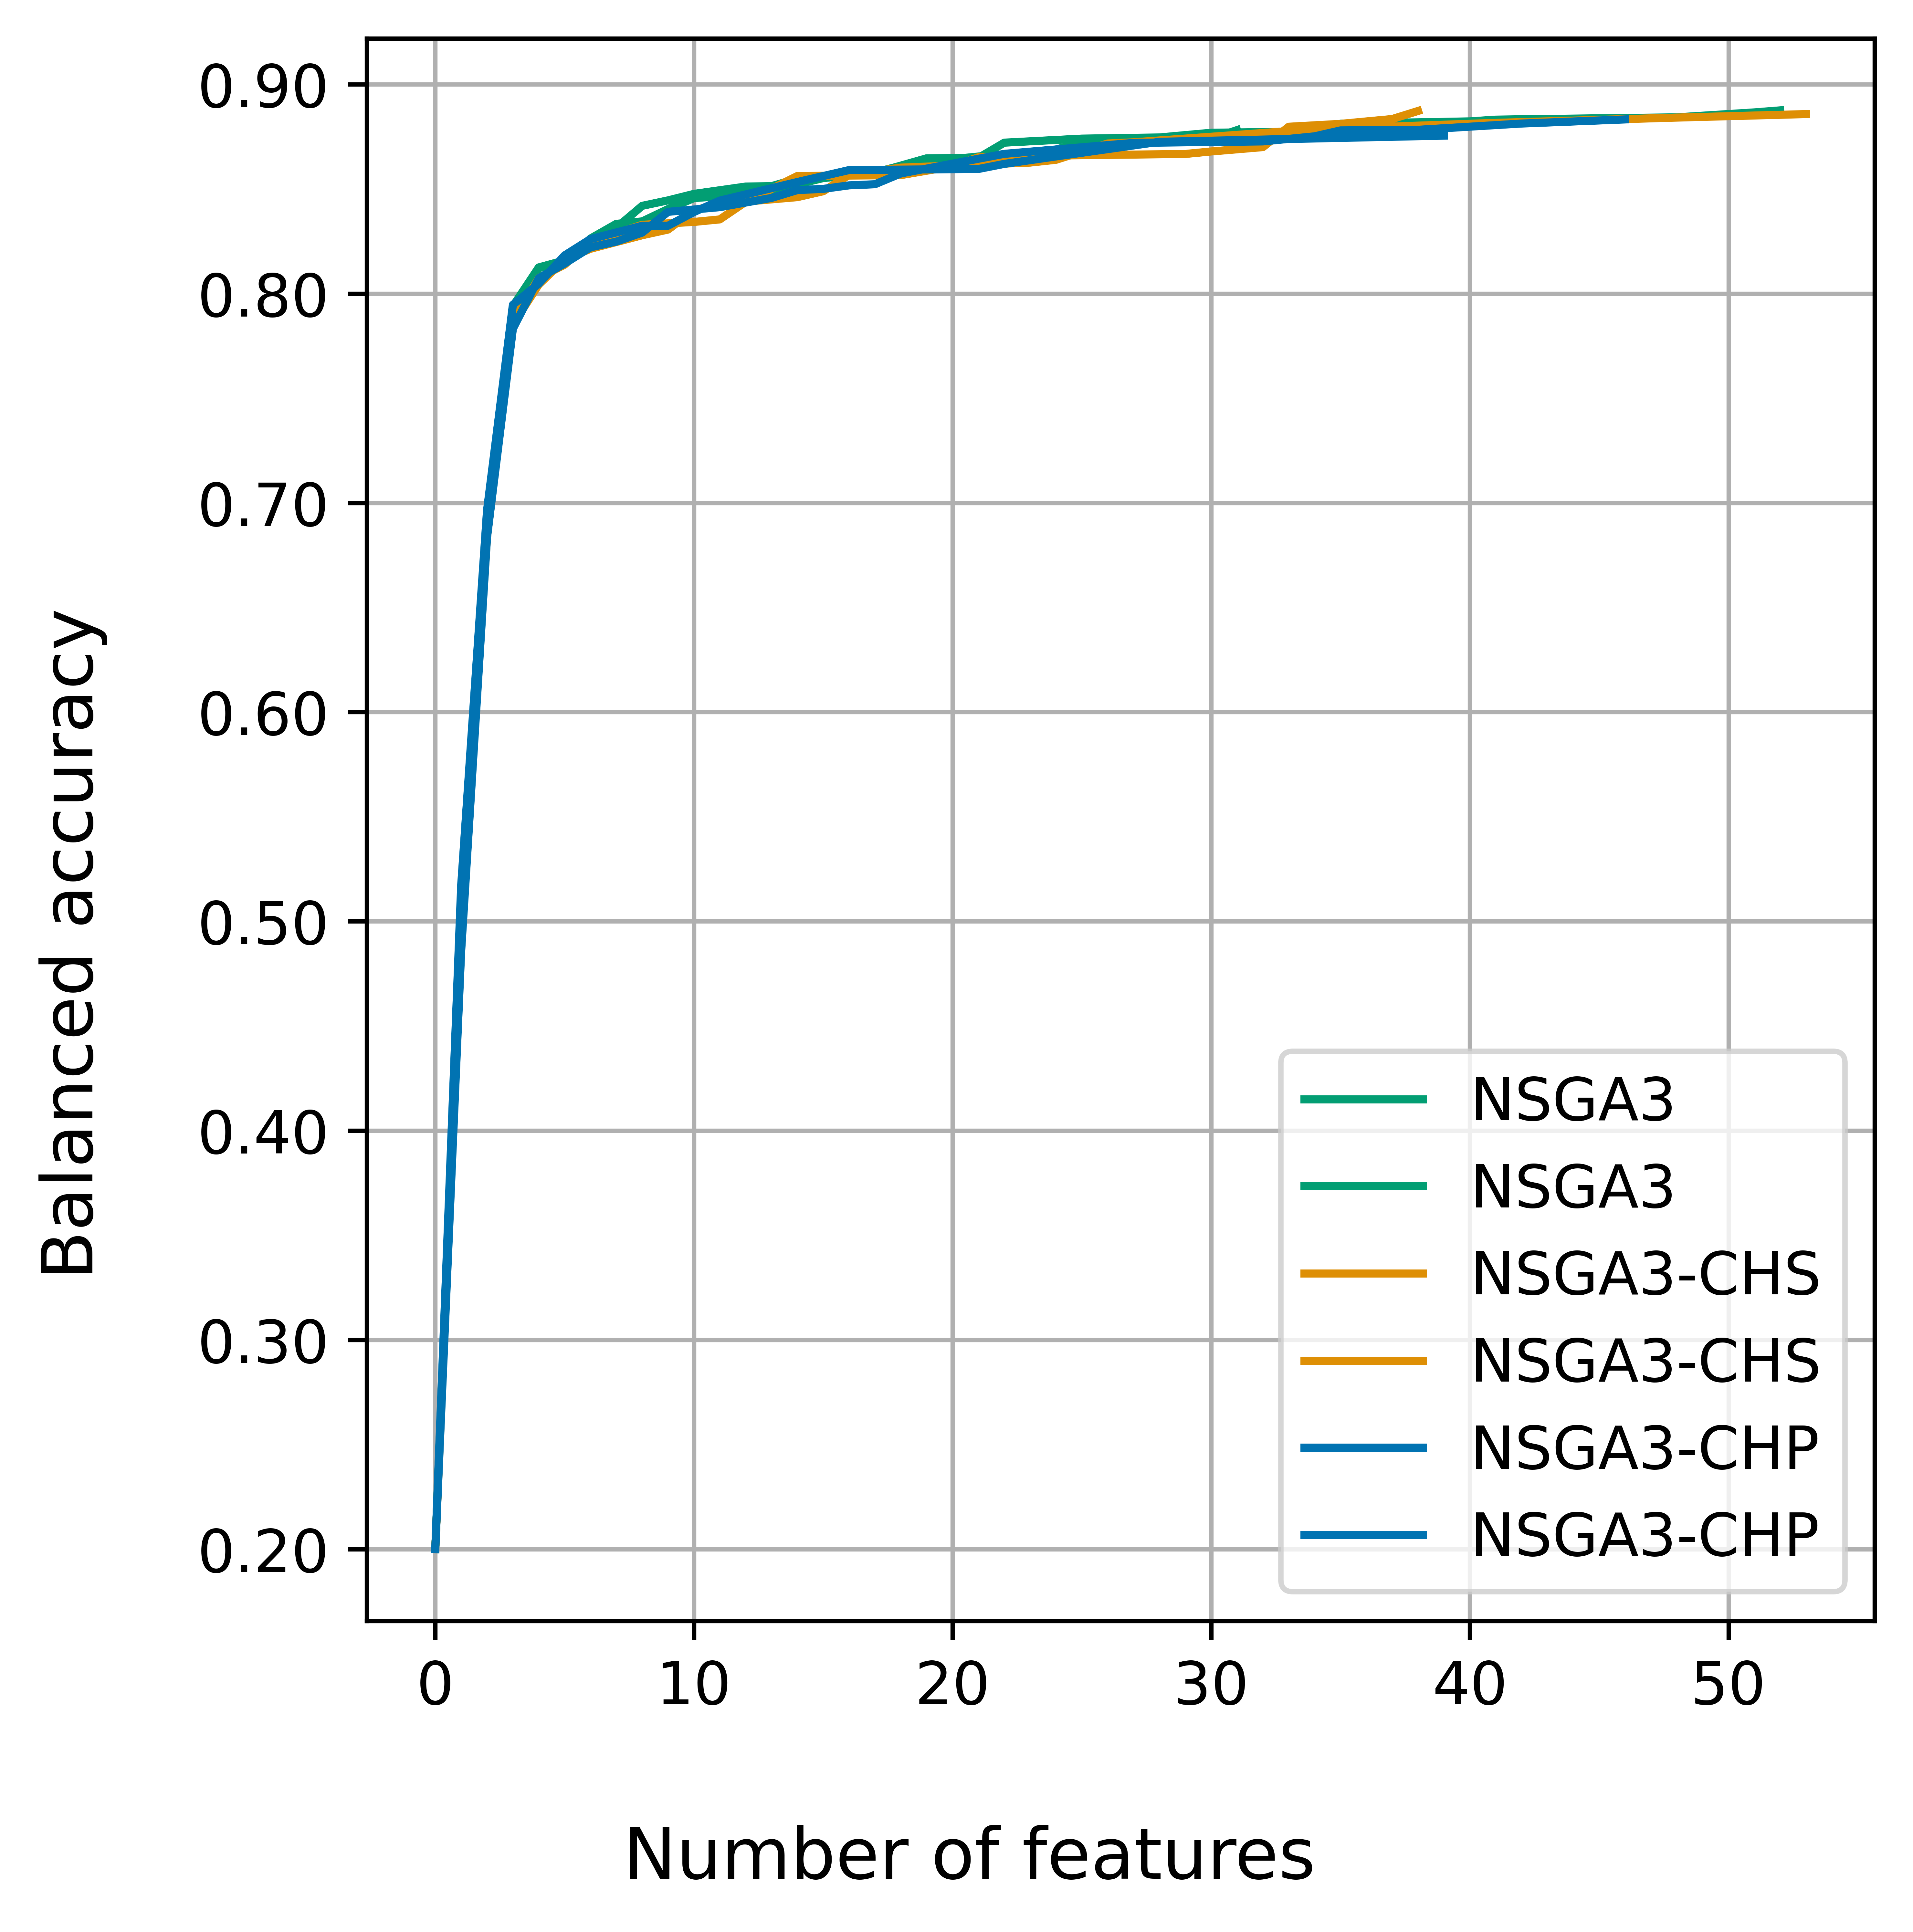 0.90
0.80
0.70
0.60
0.50
0.40
0.30
0.20
Balanced accuracy
NSGA3
NSGA3
NSGA3-CHS
NSGA3-CHS
NSGA3-CHP
NSGA3-CHP
0 10 20 30 40 50
Number of features